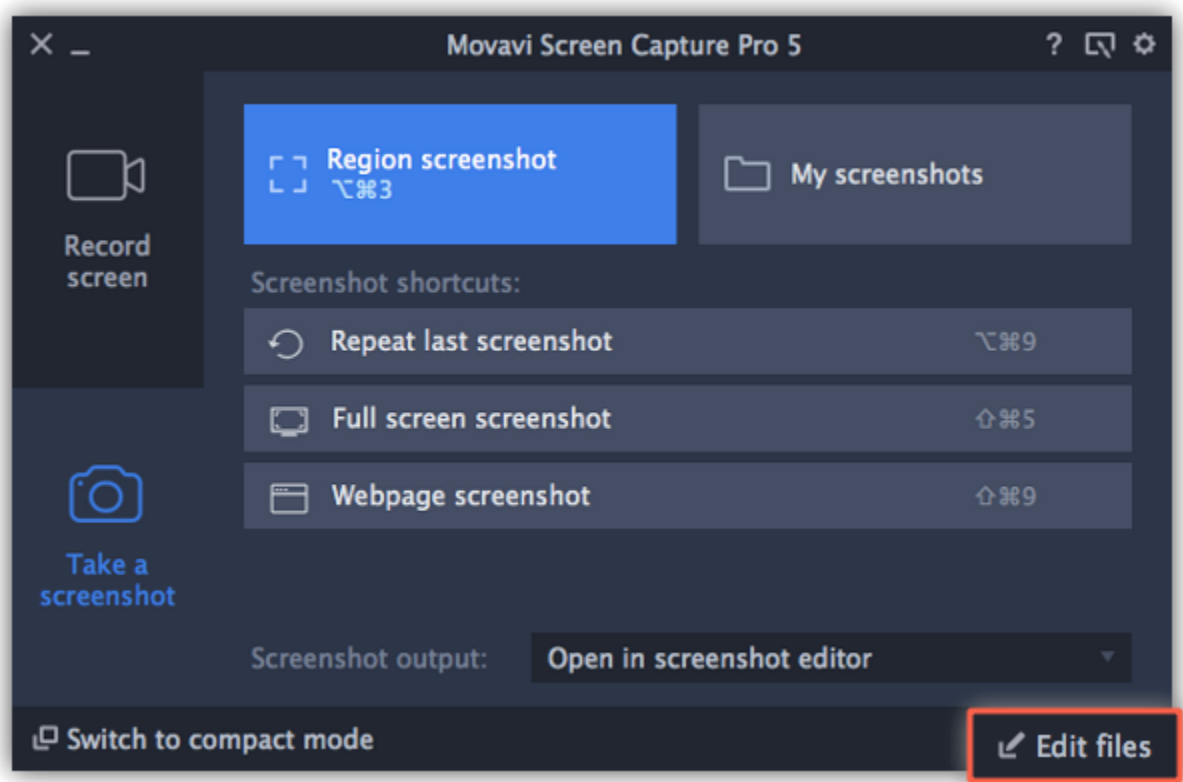 Movavi Screen Capture Pro 5
?
Record
screen
Region screenshot
⌥⌘3
My screenshots
Screenshot shortcuts:
Repeat last screenshot ⌥⌘9
Full screen screenshot ⇧⌘5
Webpage screenshot ⇧⌘9
Take a
screenshot
Screenshot output: Open in screenshot editor
Switch to compact mode
Edit files